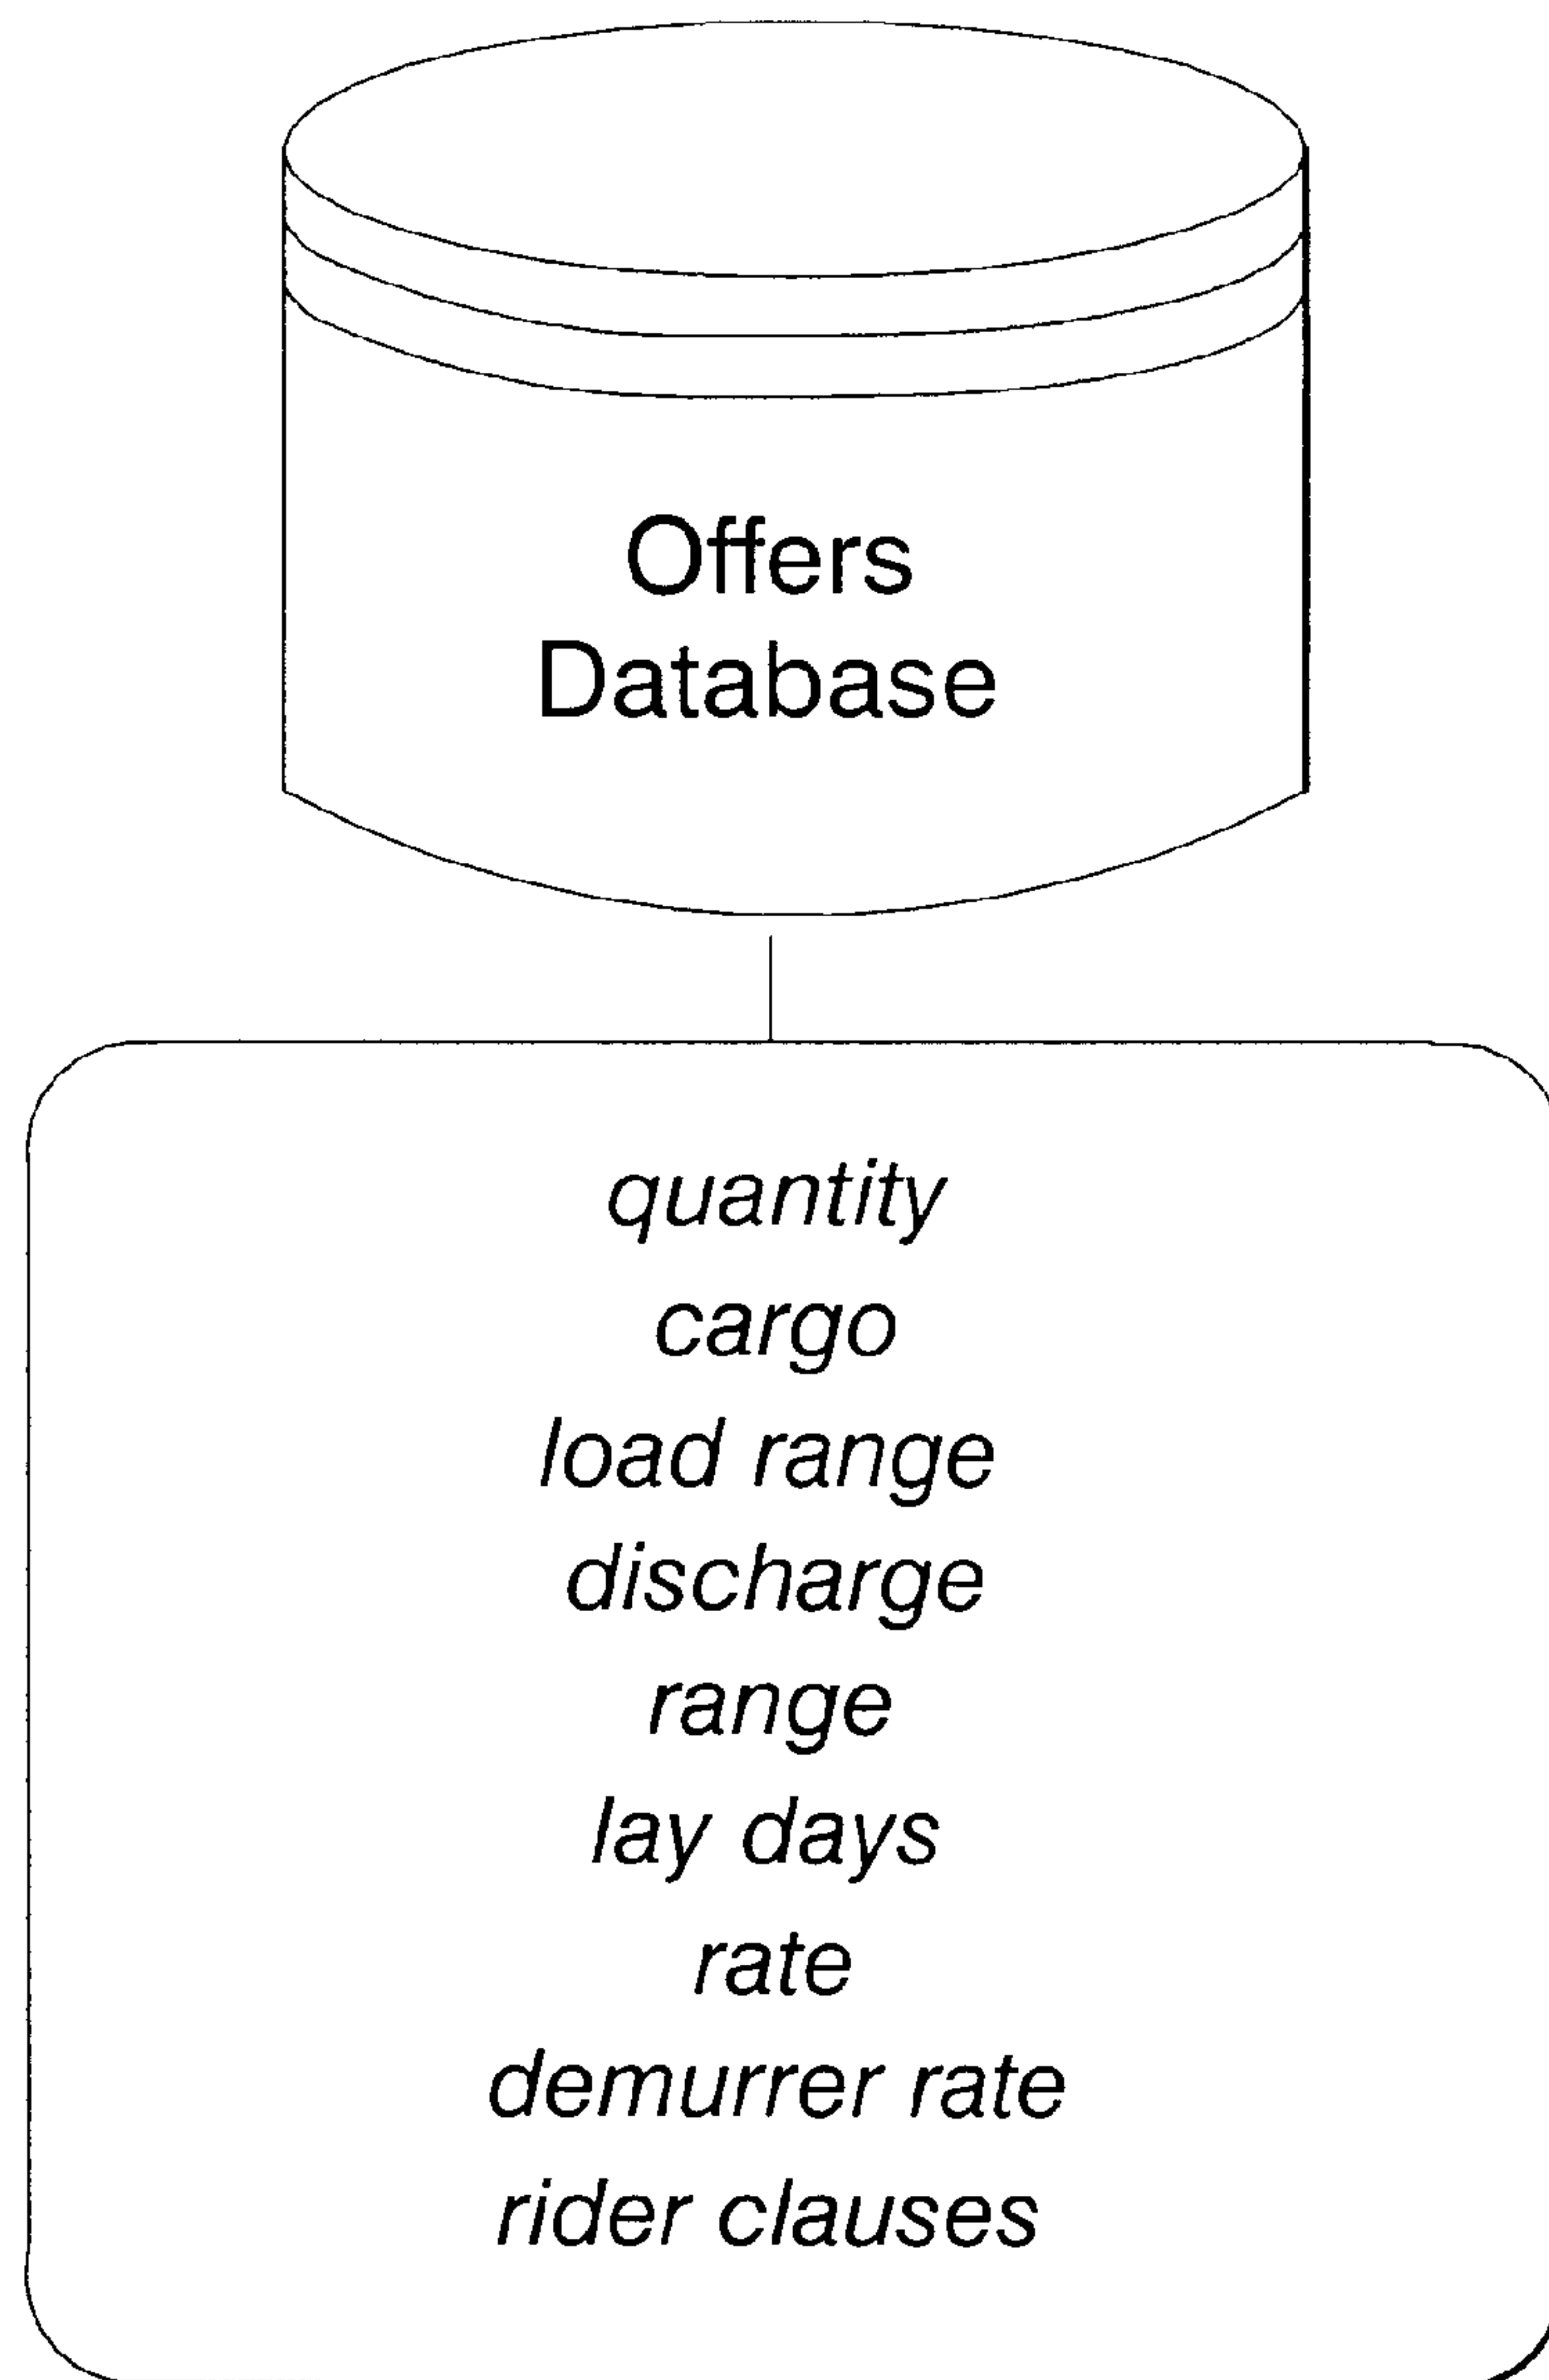 Offers
Database
quantity
cargo
load range
discharge
range
lay days
rate
demurrer rate
rider clauses